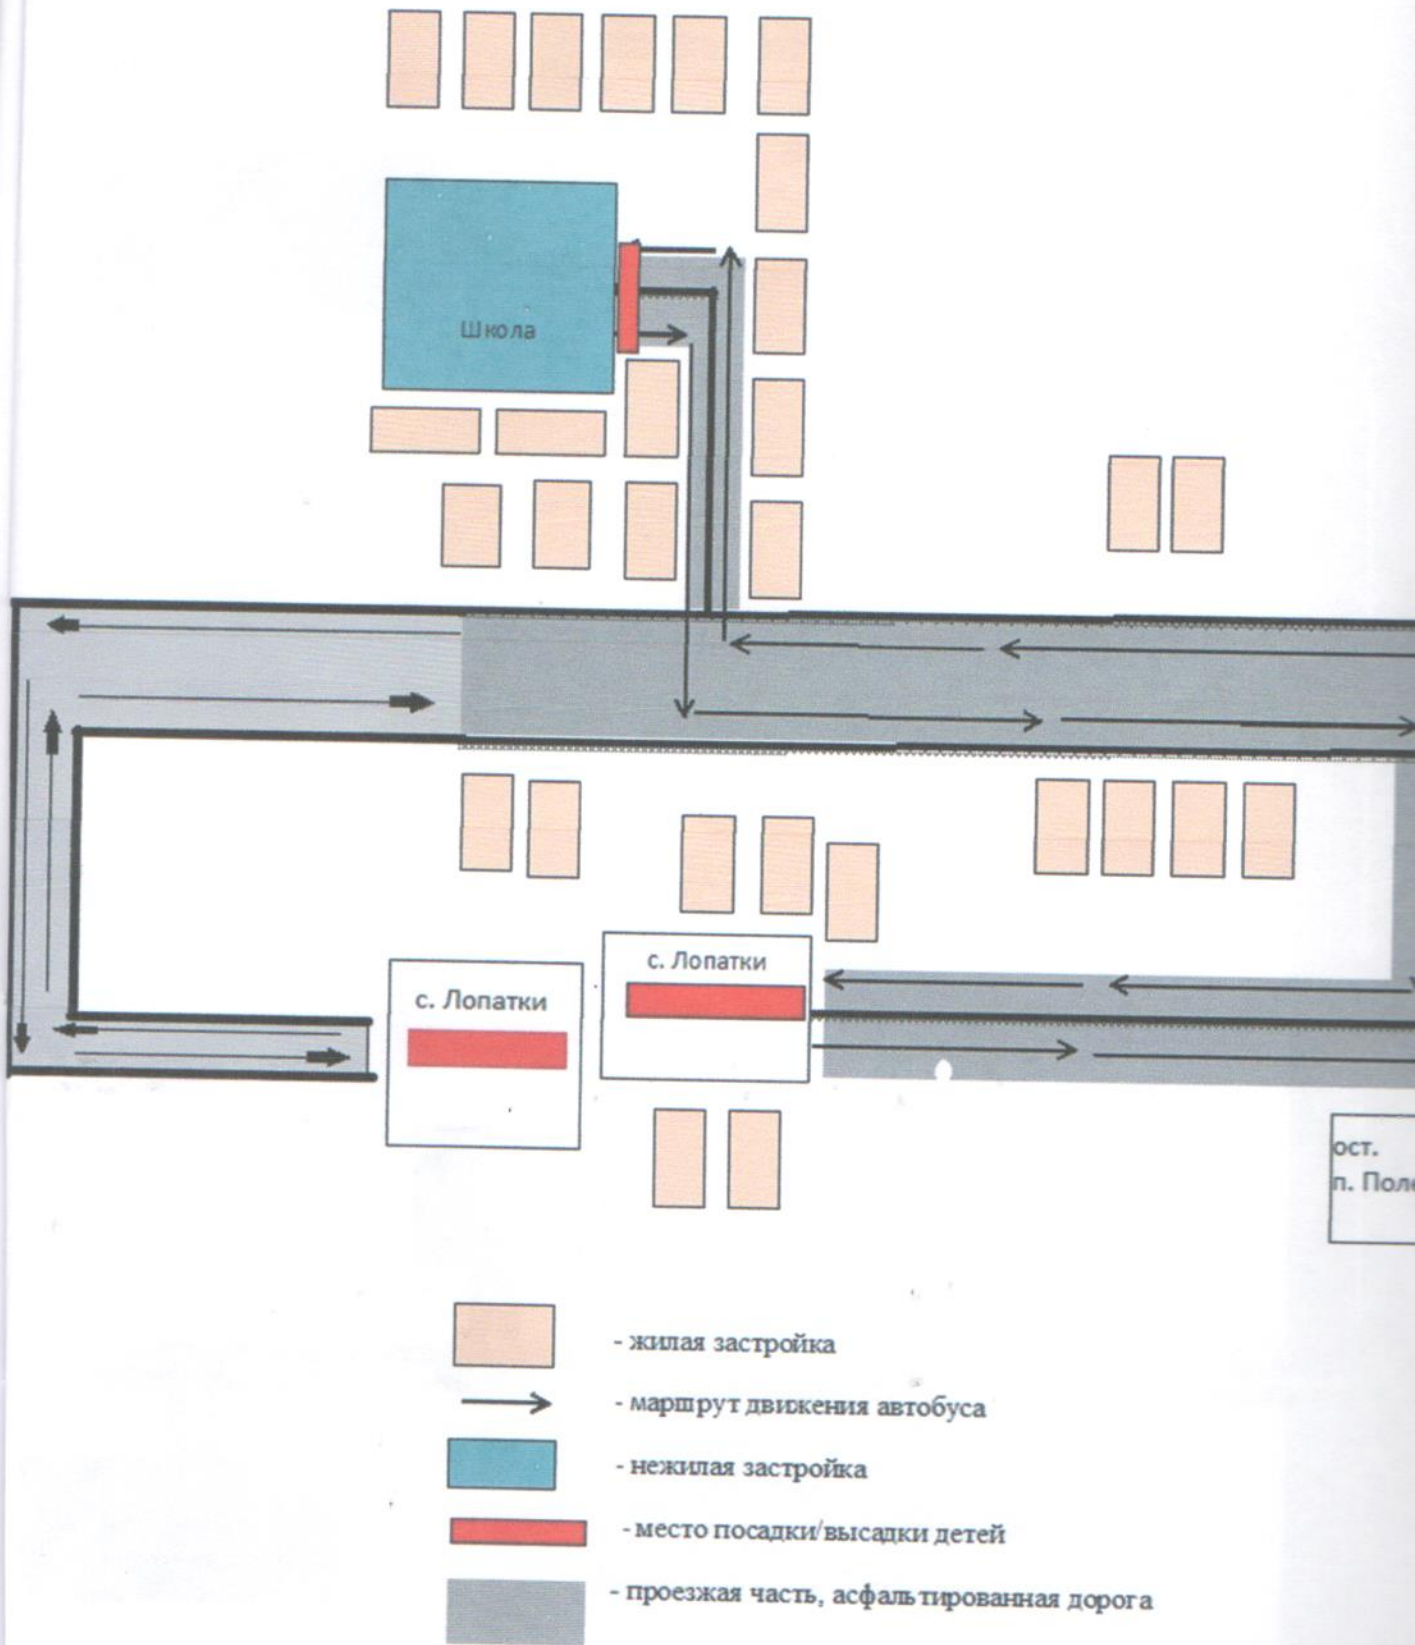 Школа
с. Лопатки
с. Лопатки
ост.
п. Поле
- жилая застройка
- маршрут движения автобуса
- нежилая застройка
- место посадки/высадки детей
- проезжая часть, асфальтированная дорога